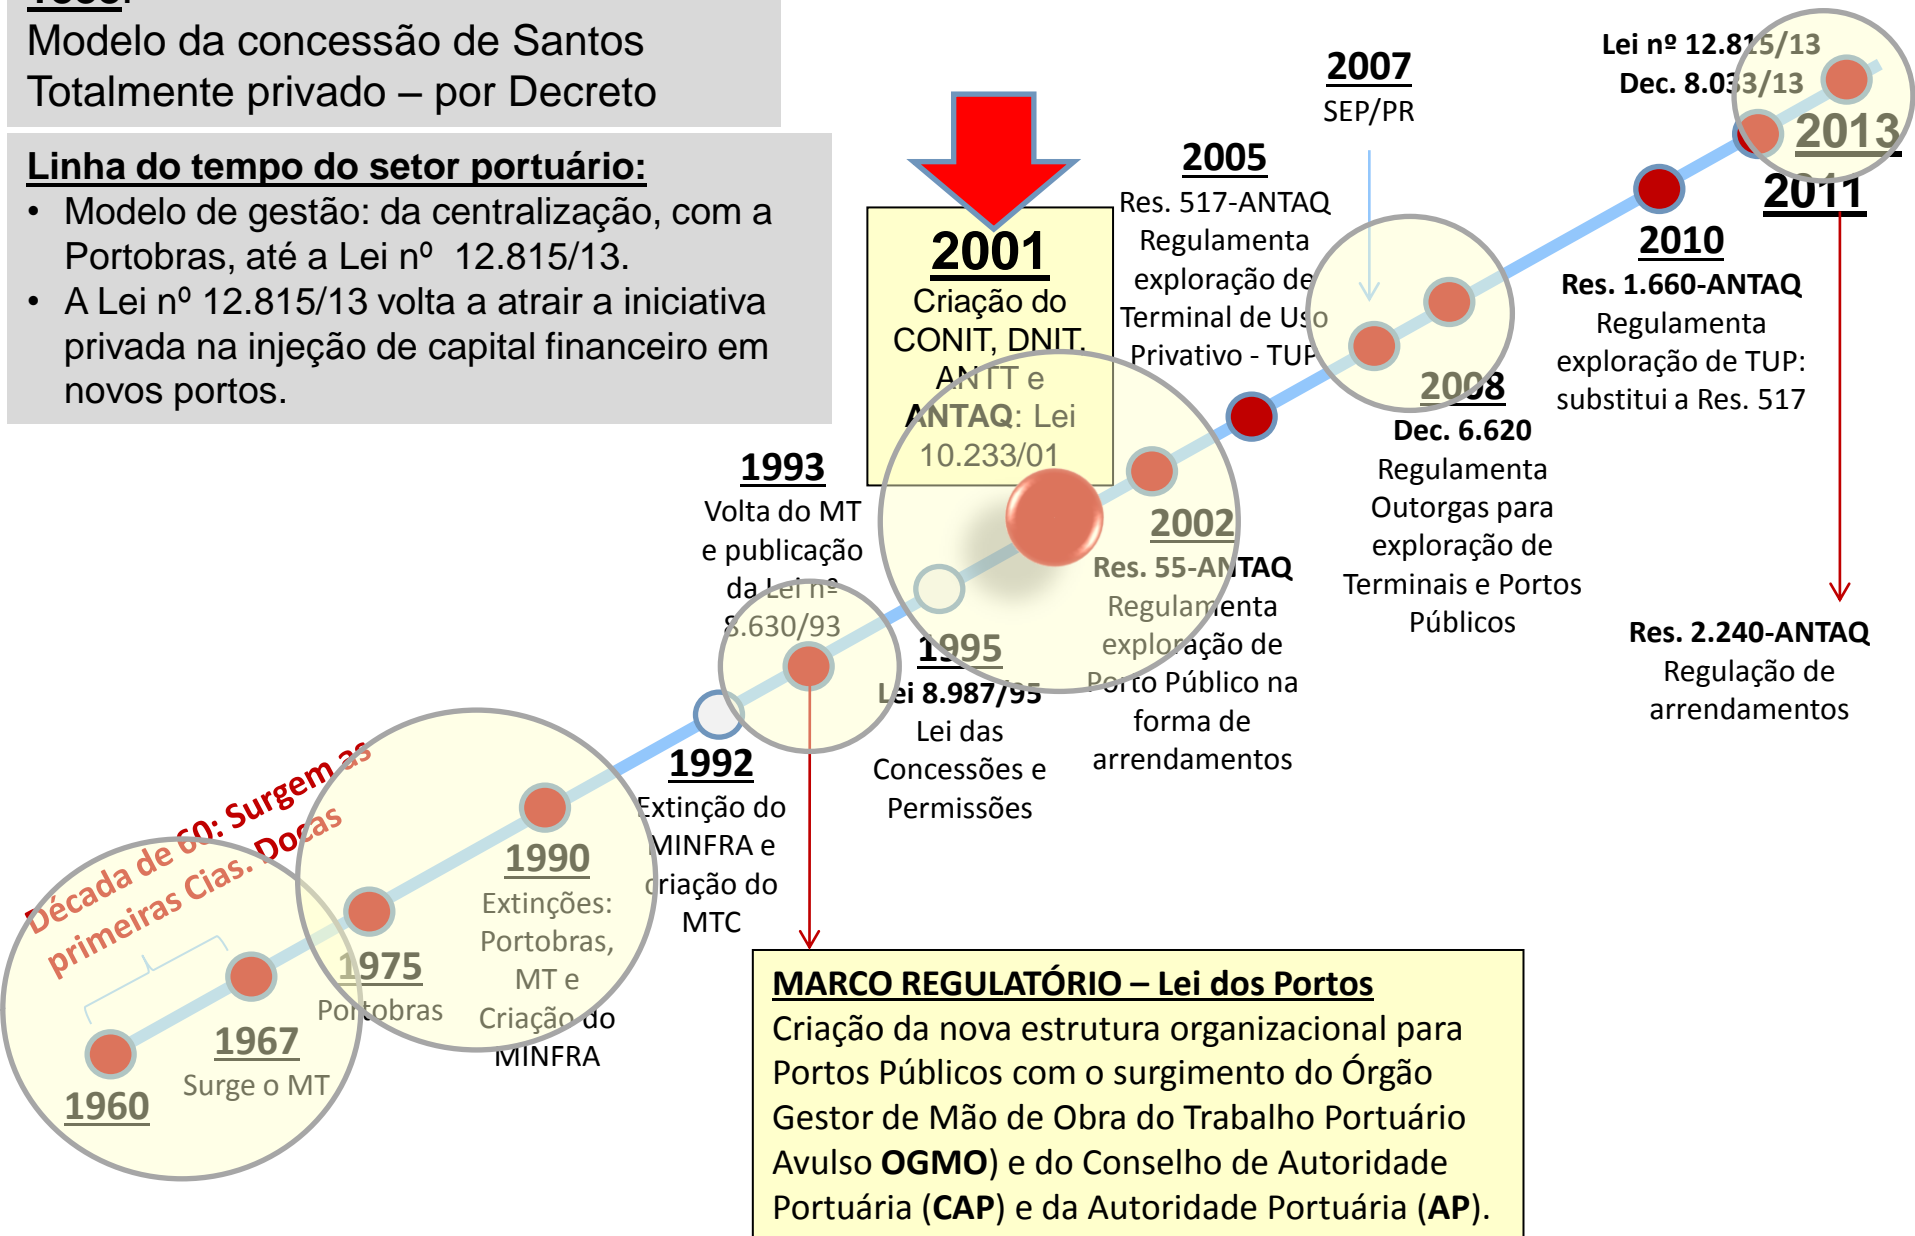 Modelo da concessão de Santos
Totalmente privado – por Decreto
Linha do tempo do setor portuário:
• Modelo de gestão: da centralização, com a
Portobras, até a Lei nº 12.815/13.
• A Lei nº 12.815/13 volta a atrair a iniciativa
privada na injeção de capital financeiro em
novos portos.
Década de 60: Surgem as
primeiras Cias. Docas
1960
1967
Surge o MT
1975
Portobras
1990
Extinções:
Portobras,
MT e
Criação do
MINFRA
1992
Extinção do
MINFRA e
criação do
MTC
1993
Volta do MT
e publicação
da Lei nº
8.630/93
1995
Lei 8.987/95
Lei das
Concessões e
Permissões
2001
Criação do
CONIT, DNIT,
ANTT e
ANTAQ: Lei
10.233/01
2002
Res. 55-ANTAQ
Regulamenta
exploração de
Porto Público na
forma de
arrendamentos
2005
Res. 517-ANTAQ
Regulamenta
exploração de
Terminal de Uso
Privativo - TUP
2007
SEP/PR
2008
Dec. 6.620
Regulamenta
Outorgas para
exploração de
Terminais e Portos
Públicos
2010
Res. 1.660-ANTAQ
Regulamenta
exploração de TUP:
substitui a Res. 517
2011
Res. 2.240-ANTAQ
Regulação de
arrendamentos
Lei nº 12.815/13
Dec. 8.033/13
2013
MARCO REGULATÓRIO – Lei dos Portos
Criação da nova estrutura organizacional para
Portos Públicos com o surgimento do Órgão
Gestor de Mão de Obra do Trabalho Portuário
Avulso OGMO) e do Conselho de Autoridade
Portuária (CAP) e da Autoridade Portuária (AP).